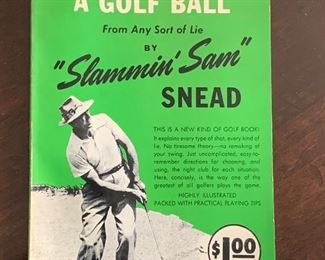 A GOLF BALL
From Any Sort of Lie
BY
"Slammin' Sam"
SNEAD
THIS IS A NEW KIND OF GOLF BOOK!
It explains every type of shot, every kind of
lie. No tiresome theory—no remaking of
your swing. Just uncomplicated, easy-to-
remember directions for choosing, and
using, the right club for each situation.
Here, concisely, is the way one of the
greatest of all golfers plays the game.
HIGHLY ILLUSTRATED
PACKED WITH PRACTICAL PLAYING TIPS
$1.00